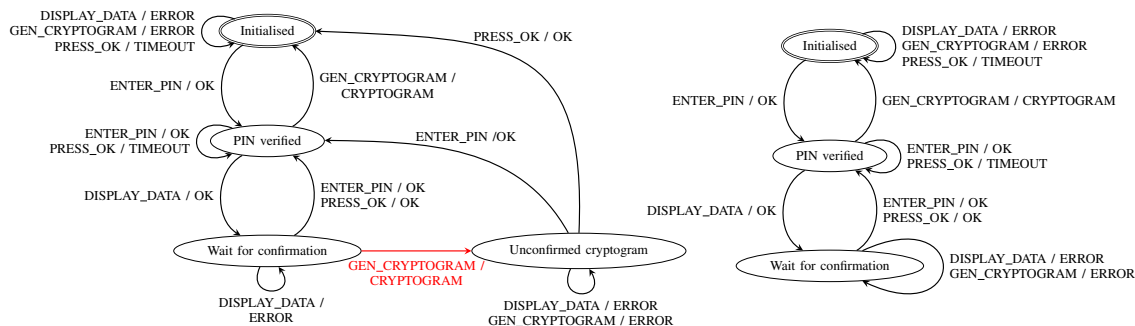 DISPLAY_DATA / ERROR
GEN_CRYPTOGRAM / ERROR
PRESS_OK / TIMEOUT
Initialised
PRESS_OK / OK
ENTER_PIN / OK
GEN_CRYPTOGRAM /
CRYPTOGRAM
ENTER_PIN / OK
PRESS_OK / TIMEOUT
PIN verified
ENTER_PIN /OK
DISPLAY_DATA / OK
ENTER_PIN / OK
PRESS_OK / OK
Wait for confirmation
GEN_CRYPTOGRAM /
CRYPTOGRAM
Unconfirmed cryptogram
DISPLAY_DATA /
ERROR
DISPLAY_DATA / ERROR
GEN_CRYPTOGRAM / ERROR
Initialised
DISPLAY_DATA / ERROR
GEN_CRYPTOGRAM / ERROR
PRESS_OK / TIMEOUT
ENTER_PIN / OK
GEN_CRYPTOGRAM / CRYPTOGRAM
PIN verified
ENTER_PIN / OK
PRESS_OK / TIMEOUT
DISPLAY_DATA / OK
ENTER_PIN / OK
PRESS_OK / OK
Wait for confirmation
DISPLAY_DATA / ERROR
GEN_CRYPTOGRAM / ERROR